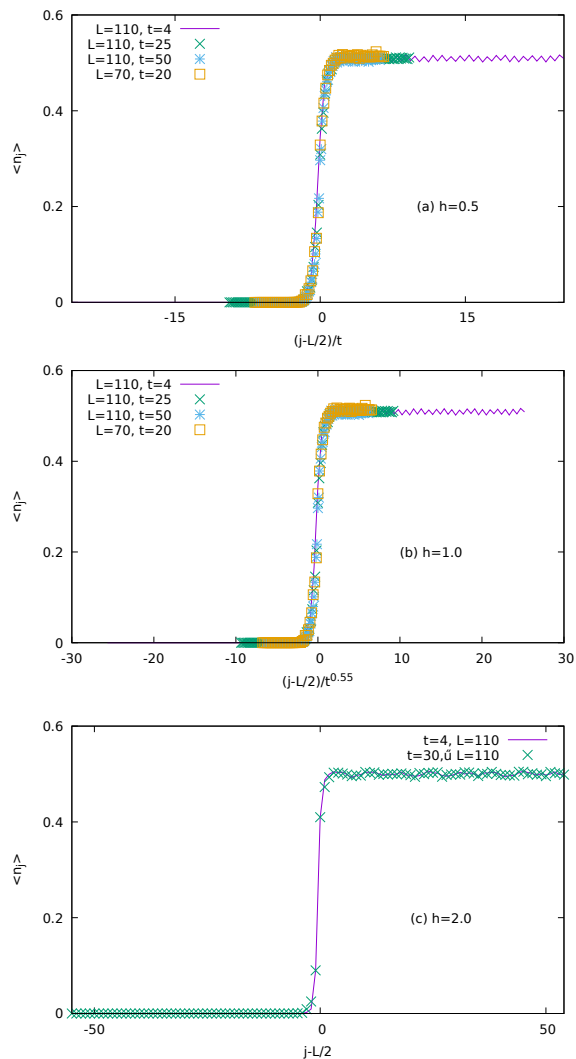 0.6
0.4
0.2
0
<n_j>
L=110, t=4
L=110, t=25
L=110, t=50
L=70, t=20
(a) h=0.5
-15 0 15
(j-L/2)/t
0.6
0.4
0.2
0
<n_j>
L=110, t=4
L=110, t=25
L=110, t=50
L=70, t=20
(b) h=1.0
-30 -20 -10 0 10 20 30
(j-L/2)/t^0.55
0.6
0.4
0.2
0
<n_j>
t=4, L=110
t=30,ű L=110
(c) h=2.0
-50 0 50
j-L/2